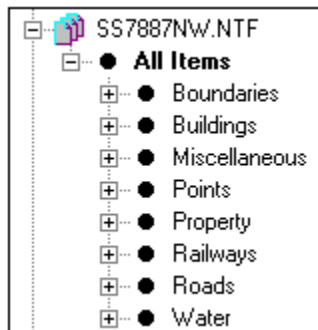 SS7887NW.NTF
All Items
Boundaries
Buildings
Miscellaneous
Points
Property
Railways
Roads
Water